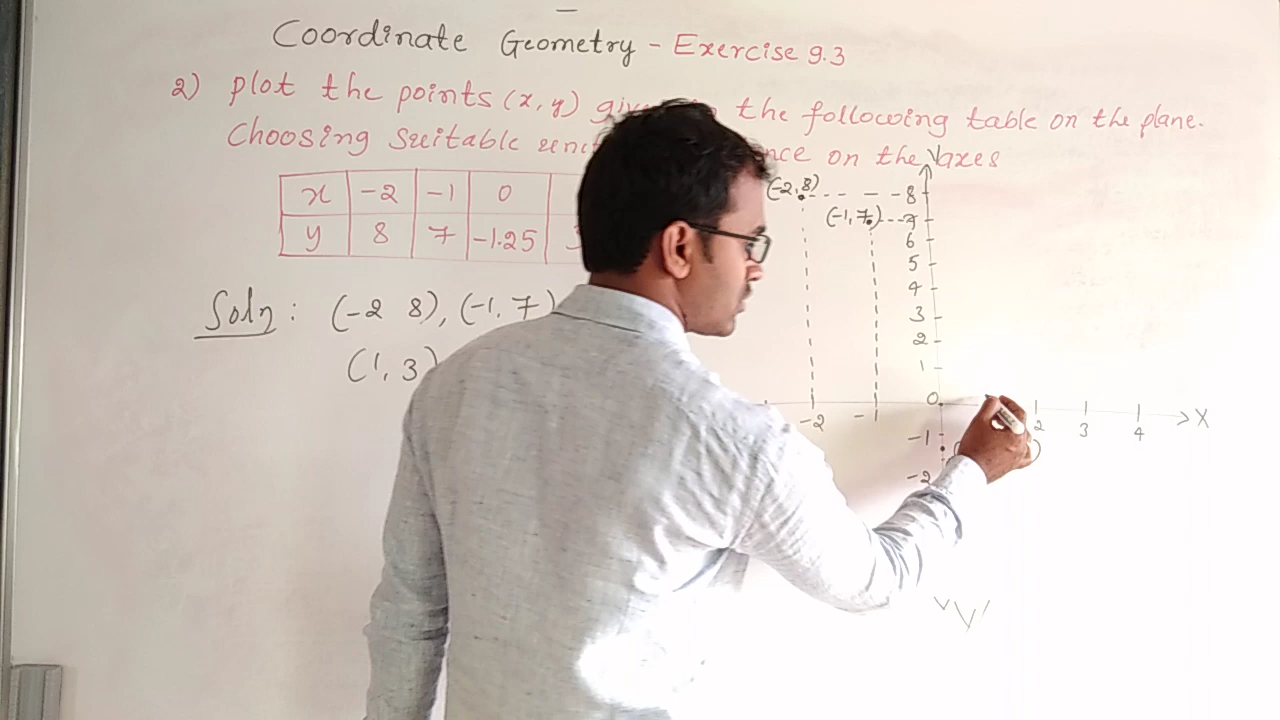 Coordinate Geometry - Exercise 9.3
2) plot the points (x, y) the following table on the plane.
Choosing Suitable on the axes
x -2 -1 0
y 8 7 -1.25 3
Soln : (-2 8), (-1, 7)
(1, 3)
Y
(-2, 8) 8
(-1, 7) 7
6
5
4
3
2
1
-2 -1 0 2 3 4 X
-1
-2
Y'